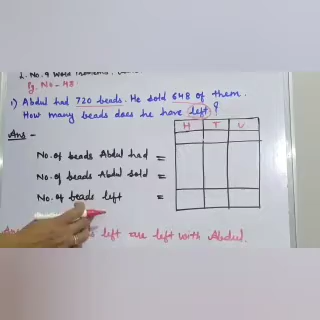 2. No. 9 Word
Pg. No - 48
1) Abdul had 720 beads. He sold 648 of them.
How many beads does he have left?
Ans -
H T U
No. of beads Abdul had =
No. of beads Abdul sold =
No. of beads left =
left are left with Abdul.